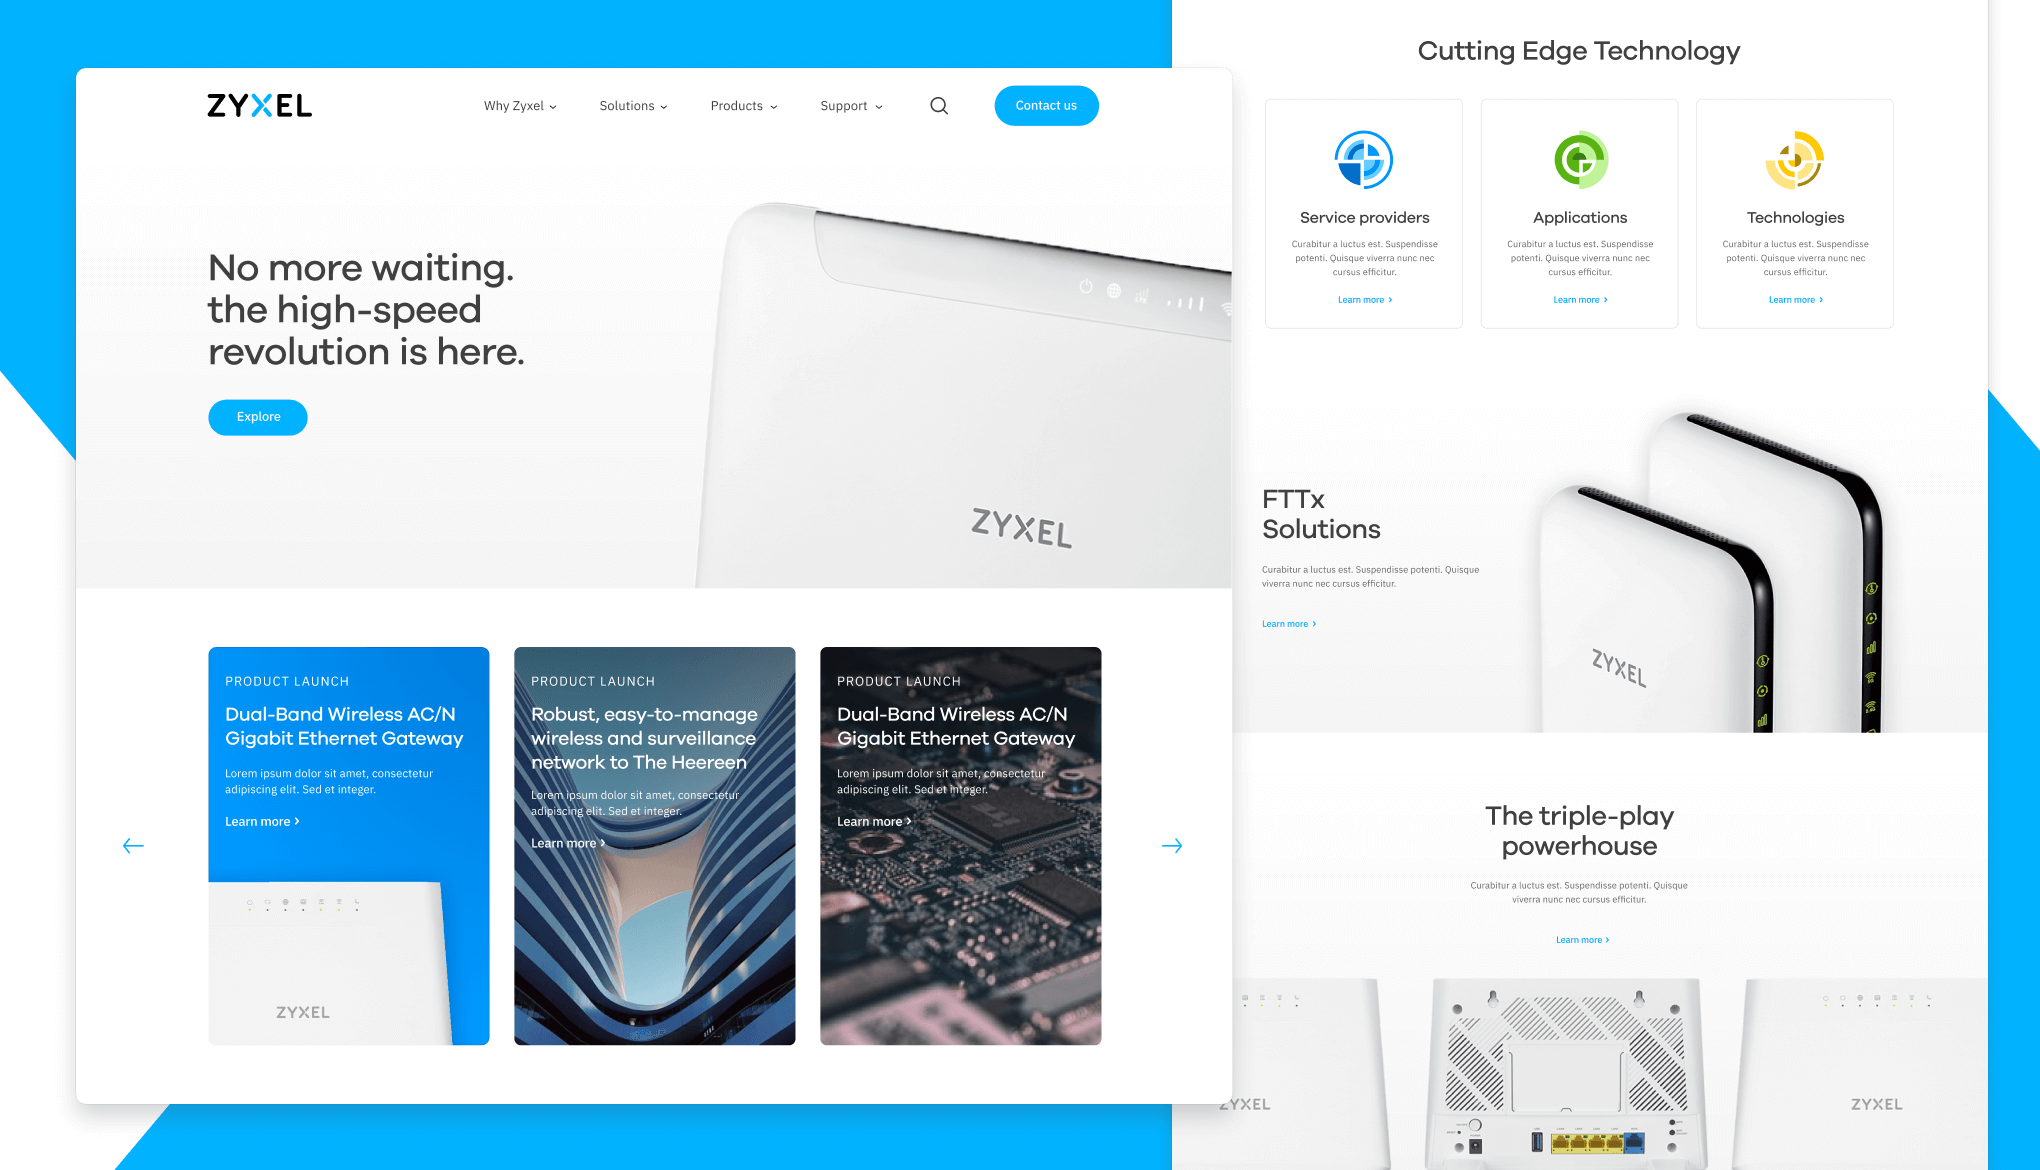 ZYXEL
Why Zyxel
Solutions
Products
Support
Contact us
No more waiting.
the high-speed
revolution is here.
Explore
ZYXEL
PRODUCT LAUNCH
Dual-Band Wireless AC/N
Gigabit Ethernet Gateway
Lorem ipsum dolor sit amet, consectetur
adipiscing elit. Sed et integer.
Learn more
ZYXEL
PRODUCT LAUNCH
Robust, easy-to-manage
wireless and surveillance
network to The Heereen
Lorem ipsum dolor sit amet, consectetur
adipiscing elit. Sed et integer.
Learn more
PRODUCT LAUNCH
Dual-Band Wireless AC/N
Gigabit Ethernet Gateway
Lorem ipsum dolor sit amet, consectetur
adipiscing elit. Sed et integer.
Learn more
Cutting Edge Technology
Service providers
Curabitur a luctus est. Suspendisse
potenti. Quisque viverra nunc nec
cursus efficitur.
Learn more
Applications
Curabitur a luctus est. Suspendisse
potenti. Quisque viverra nunc nec
cursus efficitur.
Learn more
Technologies
Curabitur a luctus est. Suspendisse
potenti. Quisque viverra nunc nec
cursus efficitur.
Learn more
FTTx
Solutions
Curabitur a luctus est. Suspendisse potenti. Quisque
viverra nunc nec cursus efficitur.
Learn more
ZYXEL
The triple-play
powerhouse
Curabitur a luctus est. Suspendisse potenti. Quisque
viverra nunc nec cursus efficitur.
Learn more
ZYXEL
ZYXEL